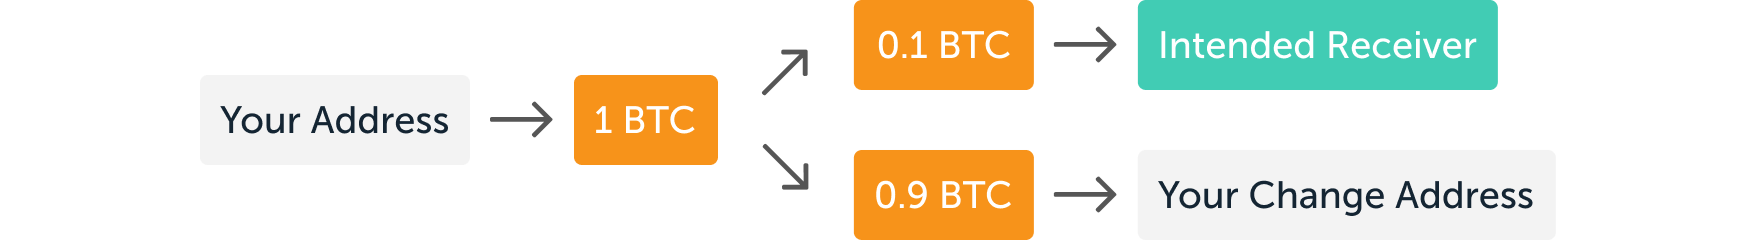 Your Address
1 BTC
0.1 BTC
Intended Receiver
0.9 BTC
Your Change Address